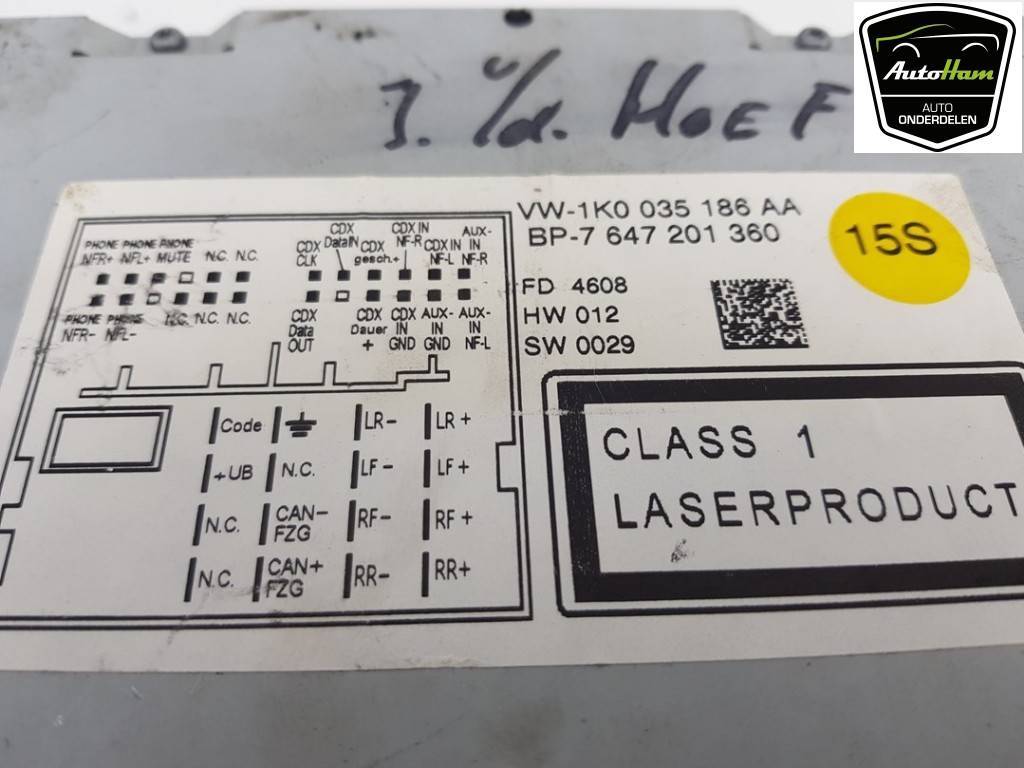 J. v/d. HOEF
AutoHam
AUTO
ONDERDELEN
VW-1K0 035 186 AA
BP-7 647 201 360
15S
FD 4608
HW 012
SW 0029
CLASS 1
LASERPRODUCT
PHONE PHONE PHONE
NFR+ NFL+ MUTE N.C. N.C.
PHONE PHONE N.C. N.C. N.C.
NFR- NFL-
CDX CLK
CDX DataIN
CDX gesch.+
CDX IN NF-R
CDX IN NF-L
AUX-IN NF-R
CDX Data OUT
CDX Dauer +
CDX IN GND
AUX-IN GND
AUX-IN NF-L
Code LR- LR+
+UB N.C. LF- LF+
N.C. CAN- FZG RF- RF+
N.C. CAN+ FZG RR- RR+